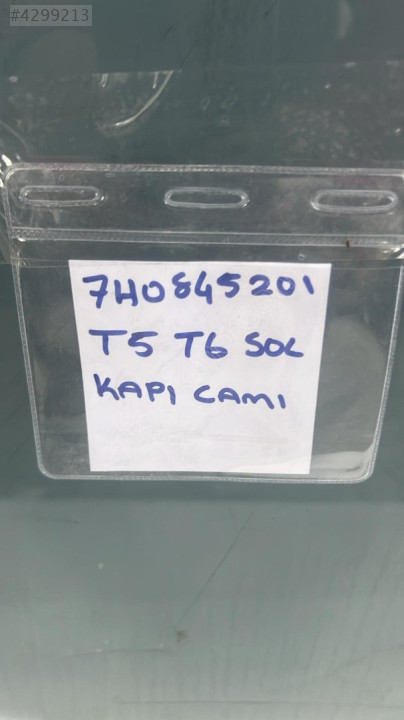 #4299213
7H0845201
T5 T6 SOL
KAPI CAMI